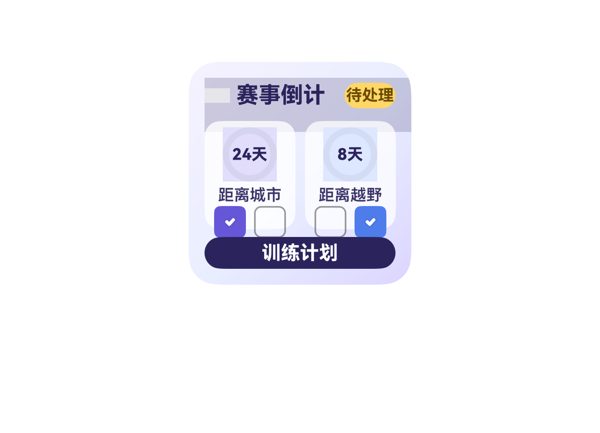 赛事倒计
待处理
24天
8天
距离城市
距离越野
训练计划